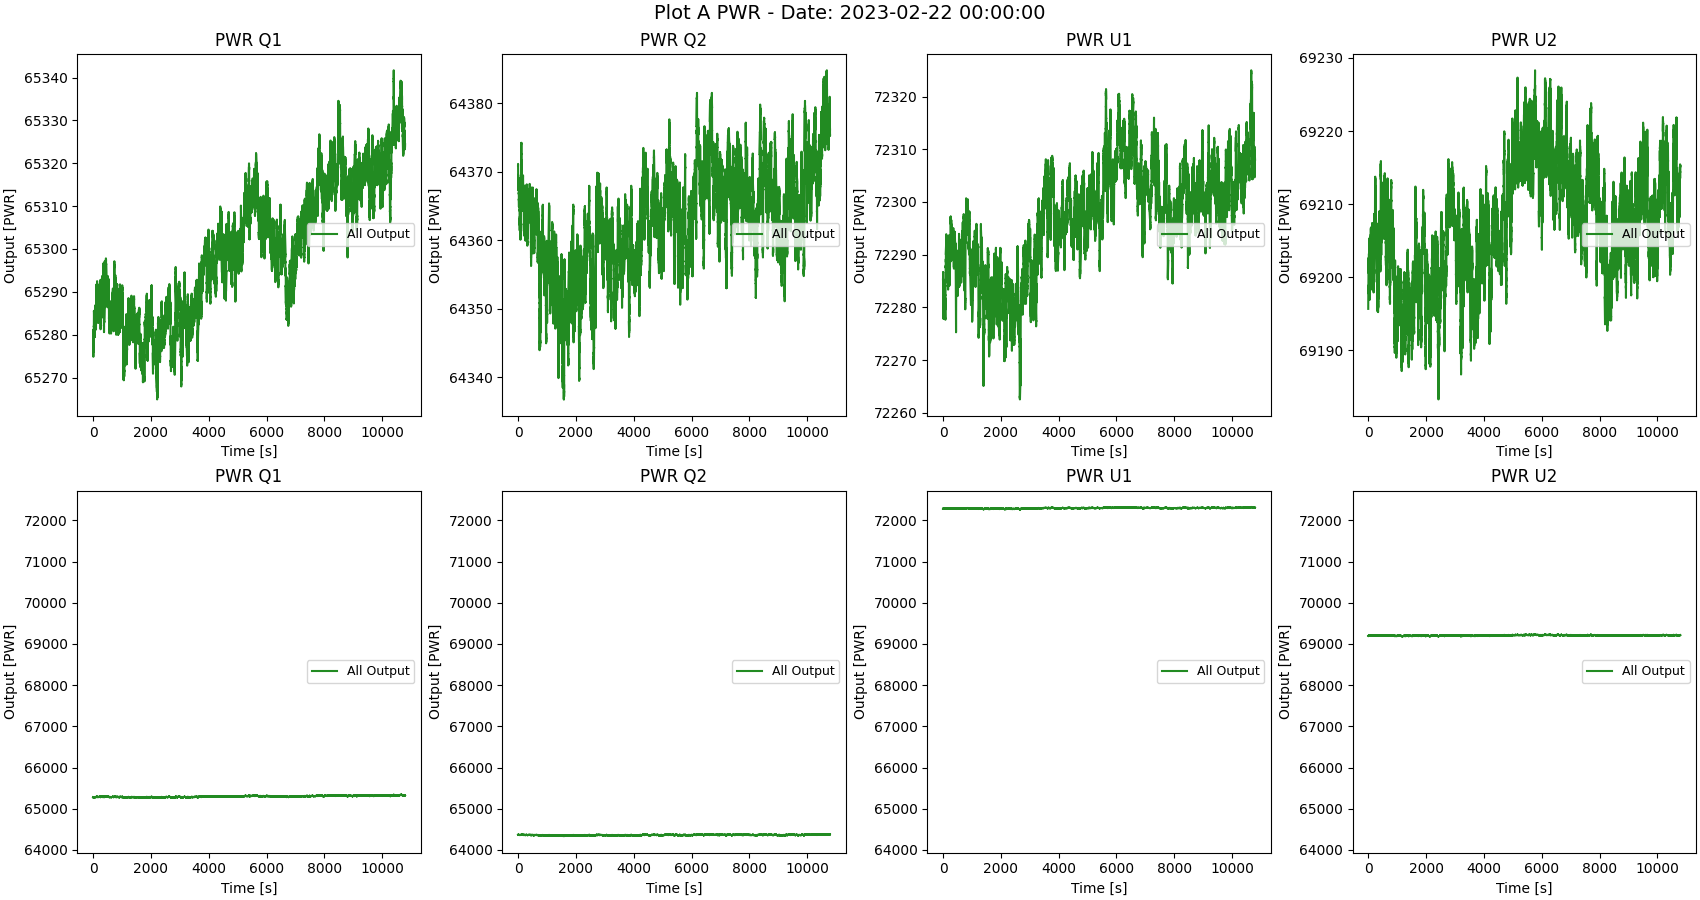 Plot A PWR - Date: 2023-02-22 00:00:00
PWR Q1
65340
65330
65320
65310
65300
65290
65280
65270
Output [PWR]
All Output
0 2000 4000 6000 8000 10000
Time [s]
PWR Q2
64380
64370
64360
64350
64340
Output [PWR]
All Output
0 2000 4000 6000 8000 10000
Time [s]
PWR U1
72320
72310
72300
72290
72280
72270
72260
Output [PWR]
All Output
0 2000 4000 6000 8000 10000
Time [s]
PWR U2
69230
69220
69210
69200
69190
Output [PWR]
All Output
0 2000 4000 6000 8000 10000
Time [s]
PWR Q1
72000
71000
70000
69000
68000
67000
66000
65000
64000
Output [PWR]
All Output
0 2000 4000 6000 8000 10000
Time [s]
PWR Q2
72000
71000
70000
69000
68000
67000
66000
65000
64000
Output [PWR]
All Output
0 2000 4000 6000 8000 10000
Time [s]
PWR U1
72000
71000
70000
69000
68000
67000
66000
65000
64000
Output [PWR]
All Output
0 2000 4000 6000 8000 10000
Time [s]
PWR U2
72000
71000
70000
69000
68000
67000
66000
65000
64000
Output [PWR]
All Output
0 2000 4000 6000 8000 10000
Time [s]